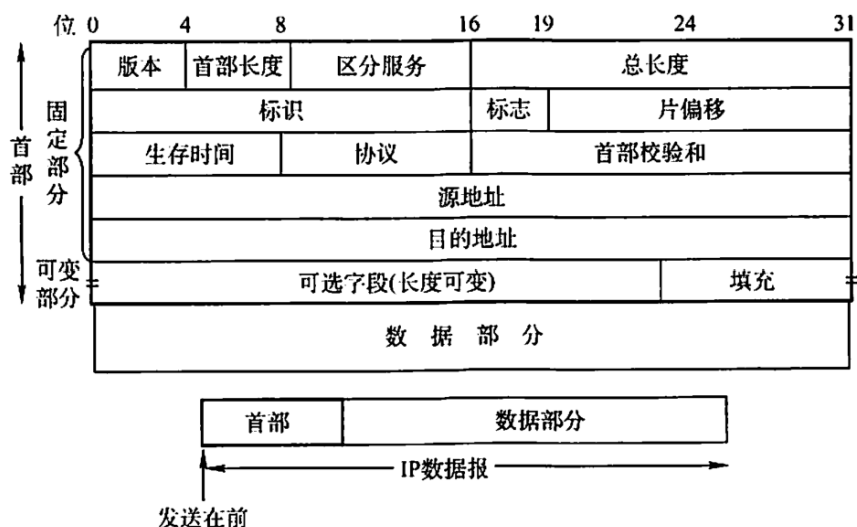 位 0 4 8 16 19 24 31
版本 首部长度 区分服务 总长度
标识 标志 片偏移
生存时间 协议 首部校验和
源地址
目的地址
可选字段(长度可变) 填充
数据部分
首部
固定部分
可变部分
首部 数据部分
IP数据报
发送在前